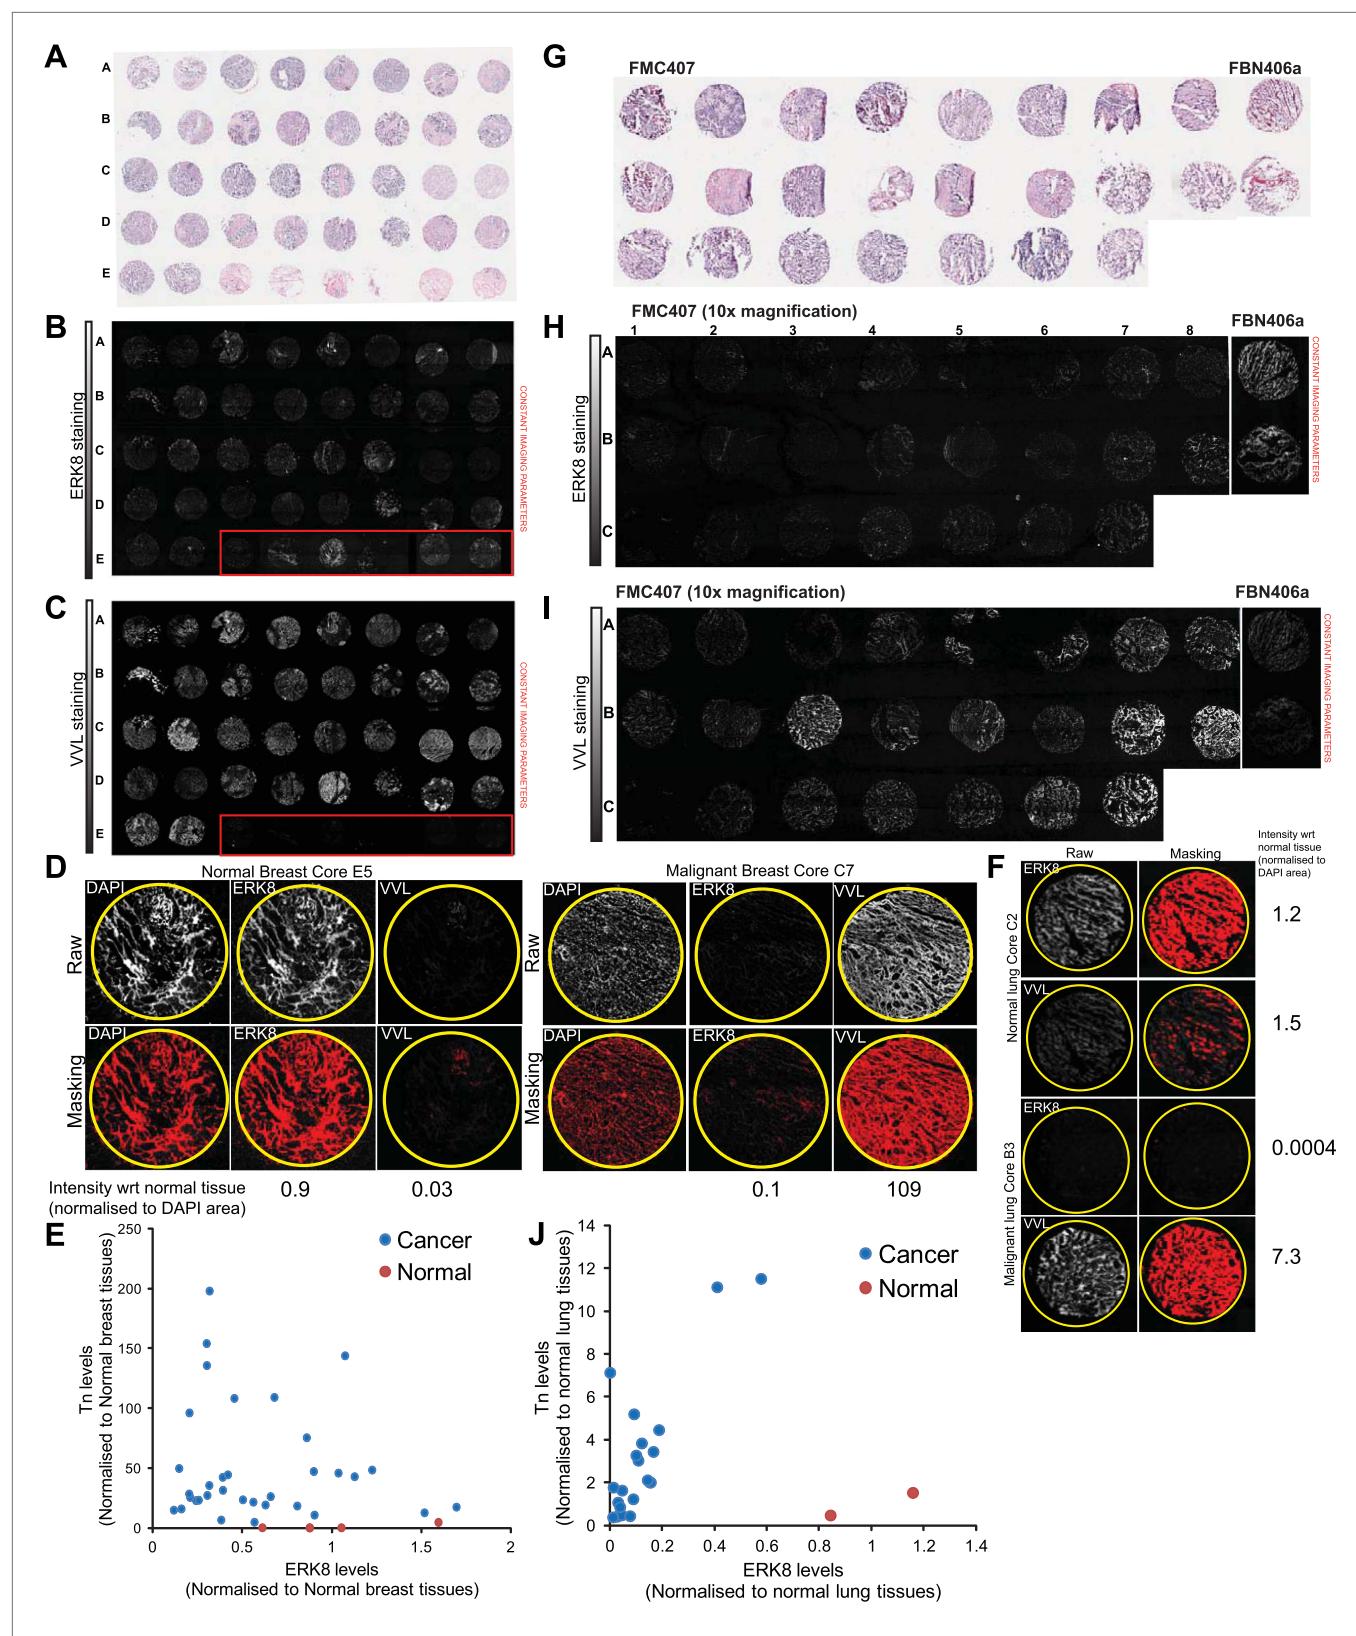 A
A
B
C
D
E
B
ERK8 staining
A
B
C
D
E
CONSTANT IMAGING PARAMETERS
C
VVL staining
A
B
C
D
E
CONSTANT IMAGING PARAMETERS
G
FMC407
FBN406a
H
FMC407 (10x magnification)
FBN406a
1 2 3 4 5 6 7 8
ERK8 staining
A
B
C
CONSTANT IMAGING PARAMETERS
I
FMC407 (10x magnification)
FBN406a
VVL staining
A
B
C
CONSTANT IMAGING PARAMETERS
D
Normal Breast Core E5
DAPI ERK8 VVL
Raw
DAPI ERK8 VVL
Masking
Malignant Breast Core C7
DAPI ERK8 VVL
Raw
DAPI ERK8 VVL
Masking
Intensity wrt normal tissue
(normalised to DAPI area)
0.9 0.03 0.1 109
F
Raw Masking
Intensity wrt
normal tissue
(normalised to
DAPI area)
Normal lung Core C2
ERK8
1.2
VVL
1.5
Malignant lung Core B3
ERK8
0.0004
VVL
7.3
E
Tn levels
(Normalised to Normal breast tissues)
250
200
150
100
50
0
Cancer
Normal
0 0.5 1 1.5 2
ERK8 levels
(Normalised to Normal breast tissues)
J
Tn levels
(Normalised to normal lung tissues)
14
12
10
8
6
4
2
0
Cancer
Normal
0 0.2 0.4 0.6 0.8 1 1.2 1.4
ERK8 levels
(Normalised to normal lung tissues)